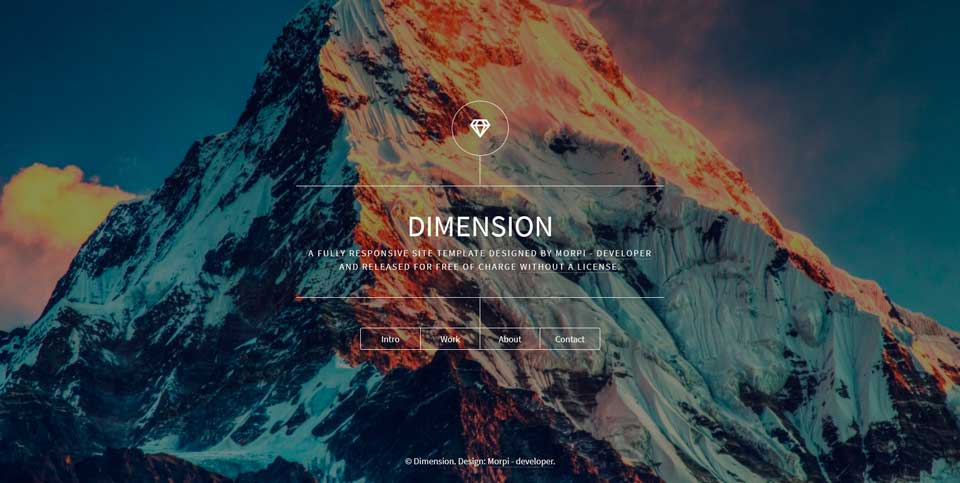 DIMENSION
A FULLY RESPONSIVE SITE TEMPLATE DESIGNED BY MORPI - DEVELOPER
AND RELEASED FOR FREE OF CHARGE WITHOUT A LICENSE.
Intro Work About Contact
© Dimension. Design: Morpi - developer.